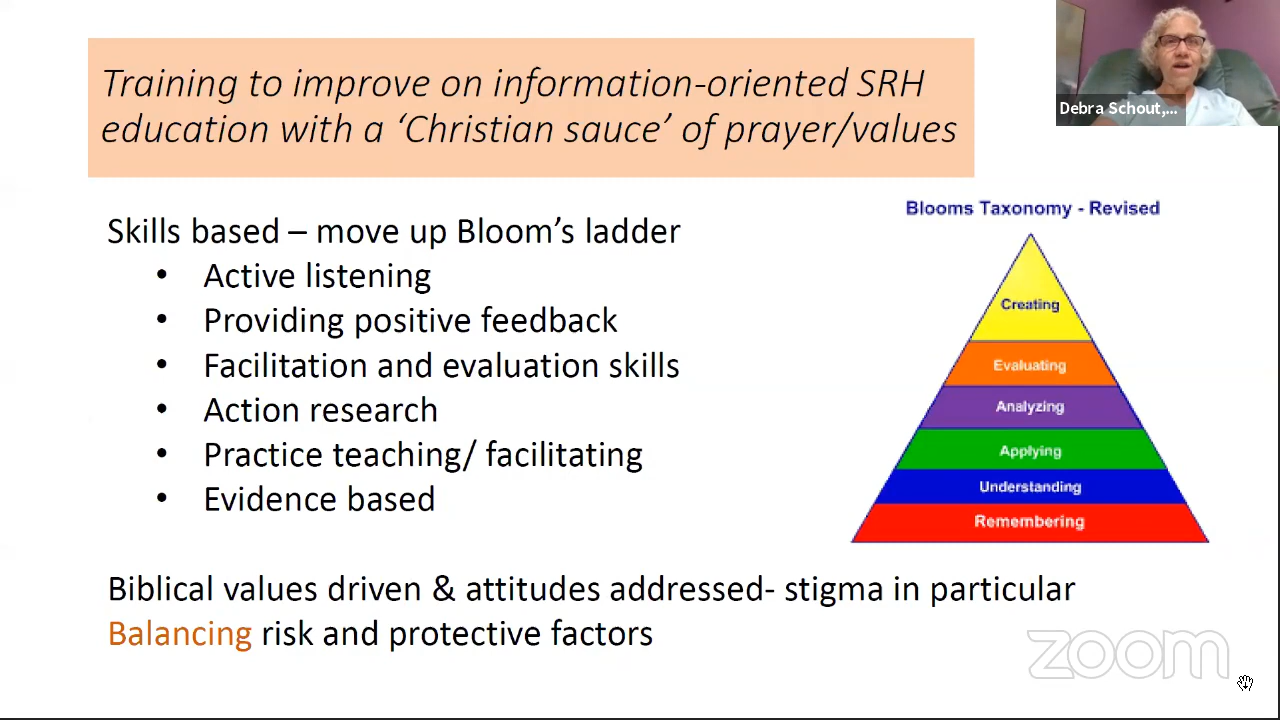 Training to improve on information-oriented SRH
education with a ‘Christian sauce’ of prayer/values
Debra Schout,...
Skills based – move up Bloom’s ladder
• Active listening
• Providing positive feedback
• Facilitation and evaluation skills
• Action research
• Practice teaching/ facilitating
• Evidence based
Blooms Taxonomy - Revised
Creating
Evaluating
Analyzing
Applying
Understanding
Remembering
Biblical values driven & attitudes addressed- stigma in particular
Balancing risk and protective factors
zoom